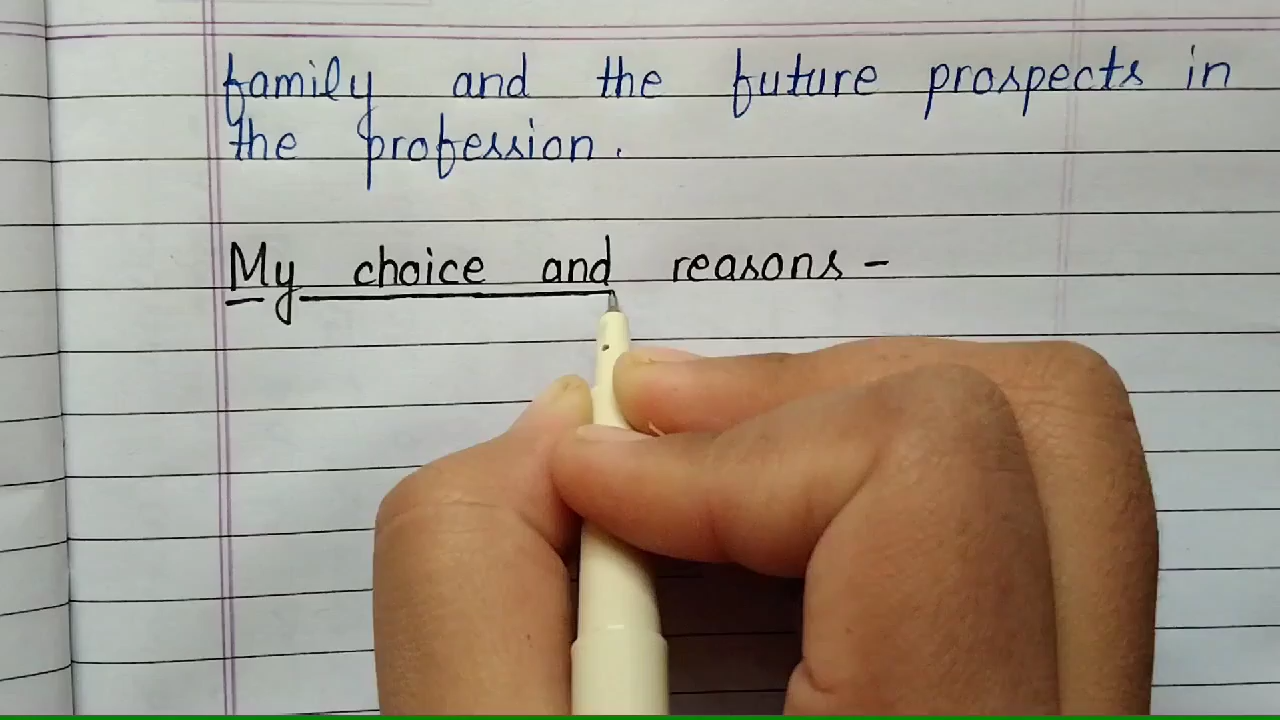 family and the future prospects in
the profession.
My choice and reasons -